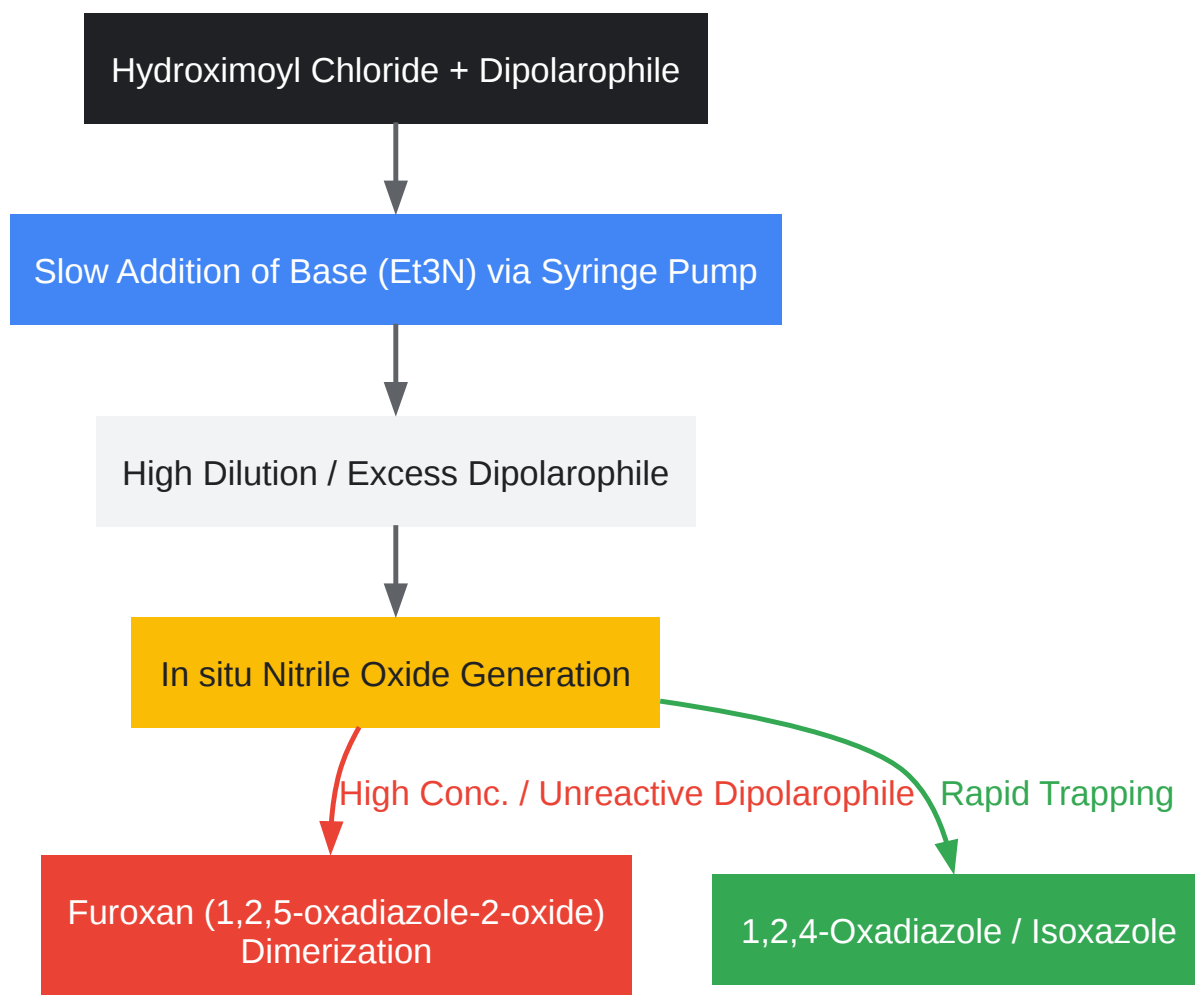 Hydroximoyl Chloride + Dipolarophile
Slow Addition of Base (Et3N) via Syringe Pump
High Dilution / Excess Dipolarophile
In situ Nitrile Oxide Generation
High Conc. / Unreactive Dipolarophile
Rapid Trapping
Furoxan (1,2,5-oxadiazole-2-oxide)
Dimerization
1,2,4-Oxadiazole / Isoxazole